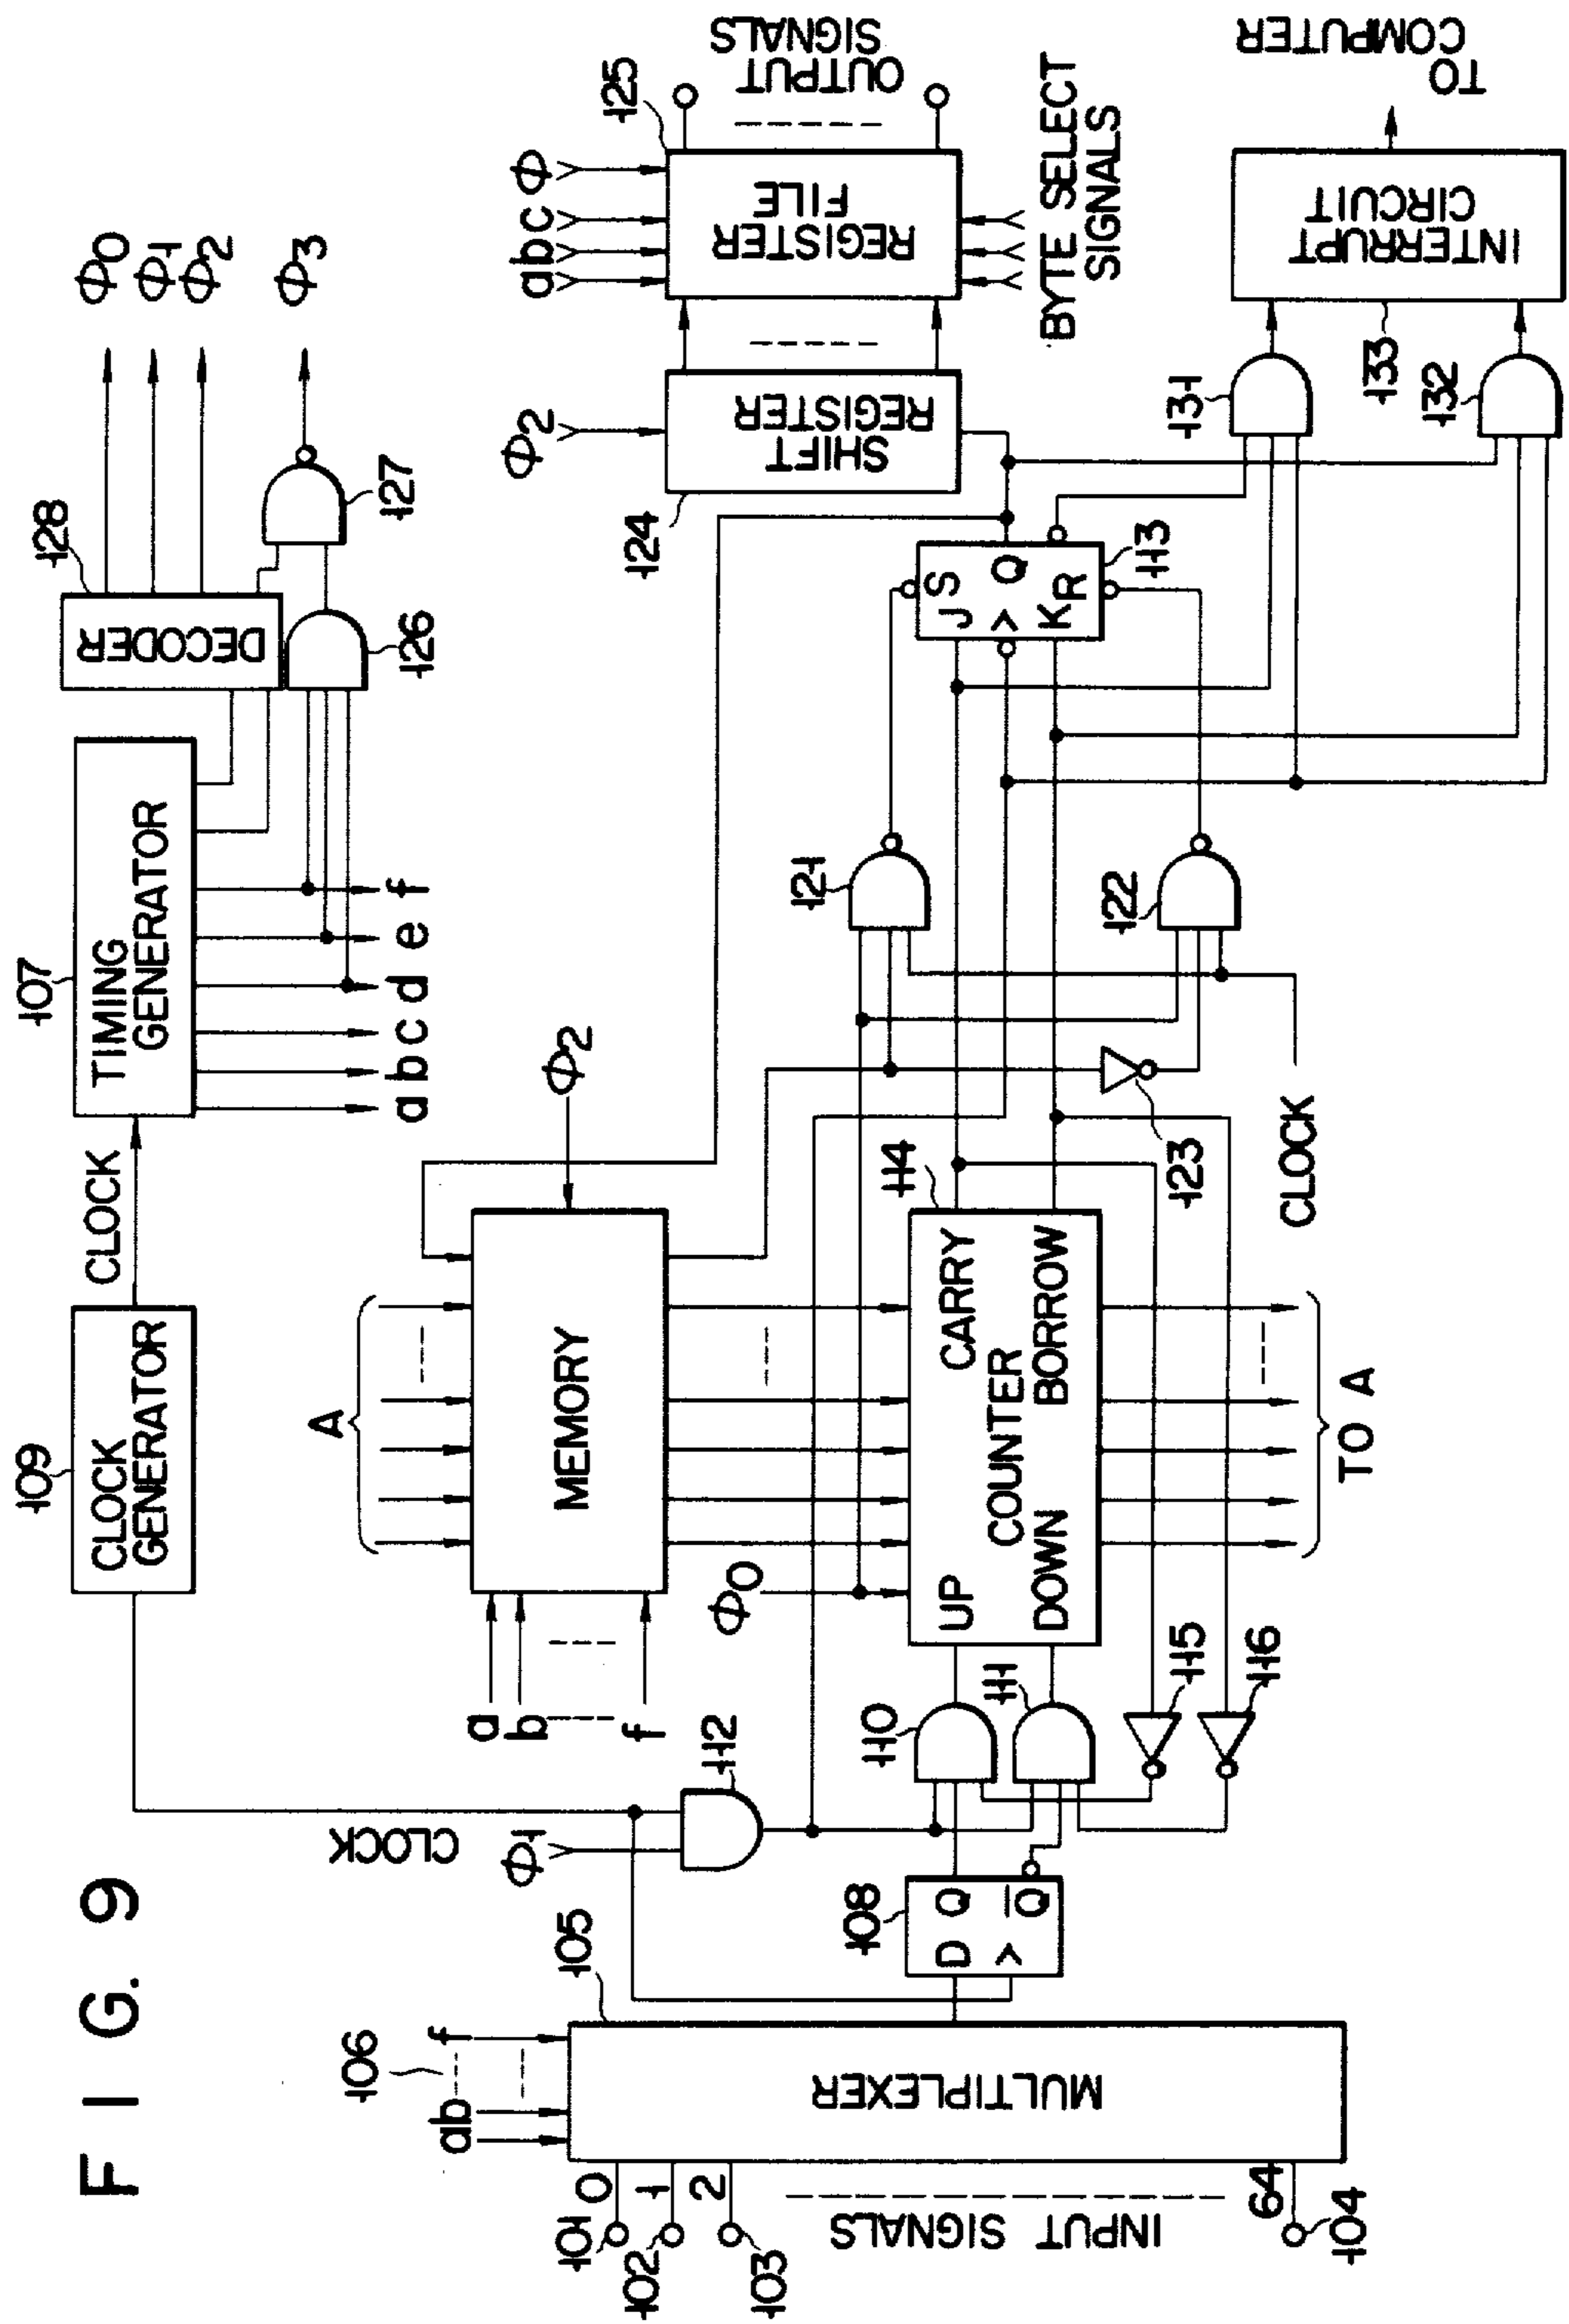 FIG. 9
109
CLOCK
GENERATOR
CLOCK
107
TIMING
GENERATOR
a b c d e f
128
DECODER
126
127
Φ0
Φ1
Φ2
Φ3
106
a b f
105
MULTIPLEXER
101 0
102 1
103 2
64
104
INPUT SIGNALS
CLOCK
Φ1
112
108
D Q
> Q
A
a
b
f
MEMORY
Φ2
Φ0
110
111
115
116
114
UP CARRY
COUNTER
DOWN BORROW
TO A
123
CLOCK
121
122
113
S
J Q
>
K R
124
Φ2
SHIFT
REGISTER
a b c Φ
125
REGISTER
FILE
OUTPUT
SIGNALS
BYTE SELECT
SIGNALS
131
132
133
INTERRUPT
CIRCUIT
TO
COMPUTER